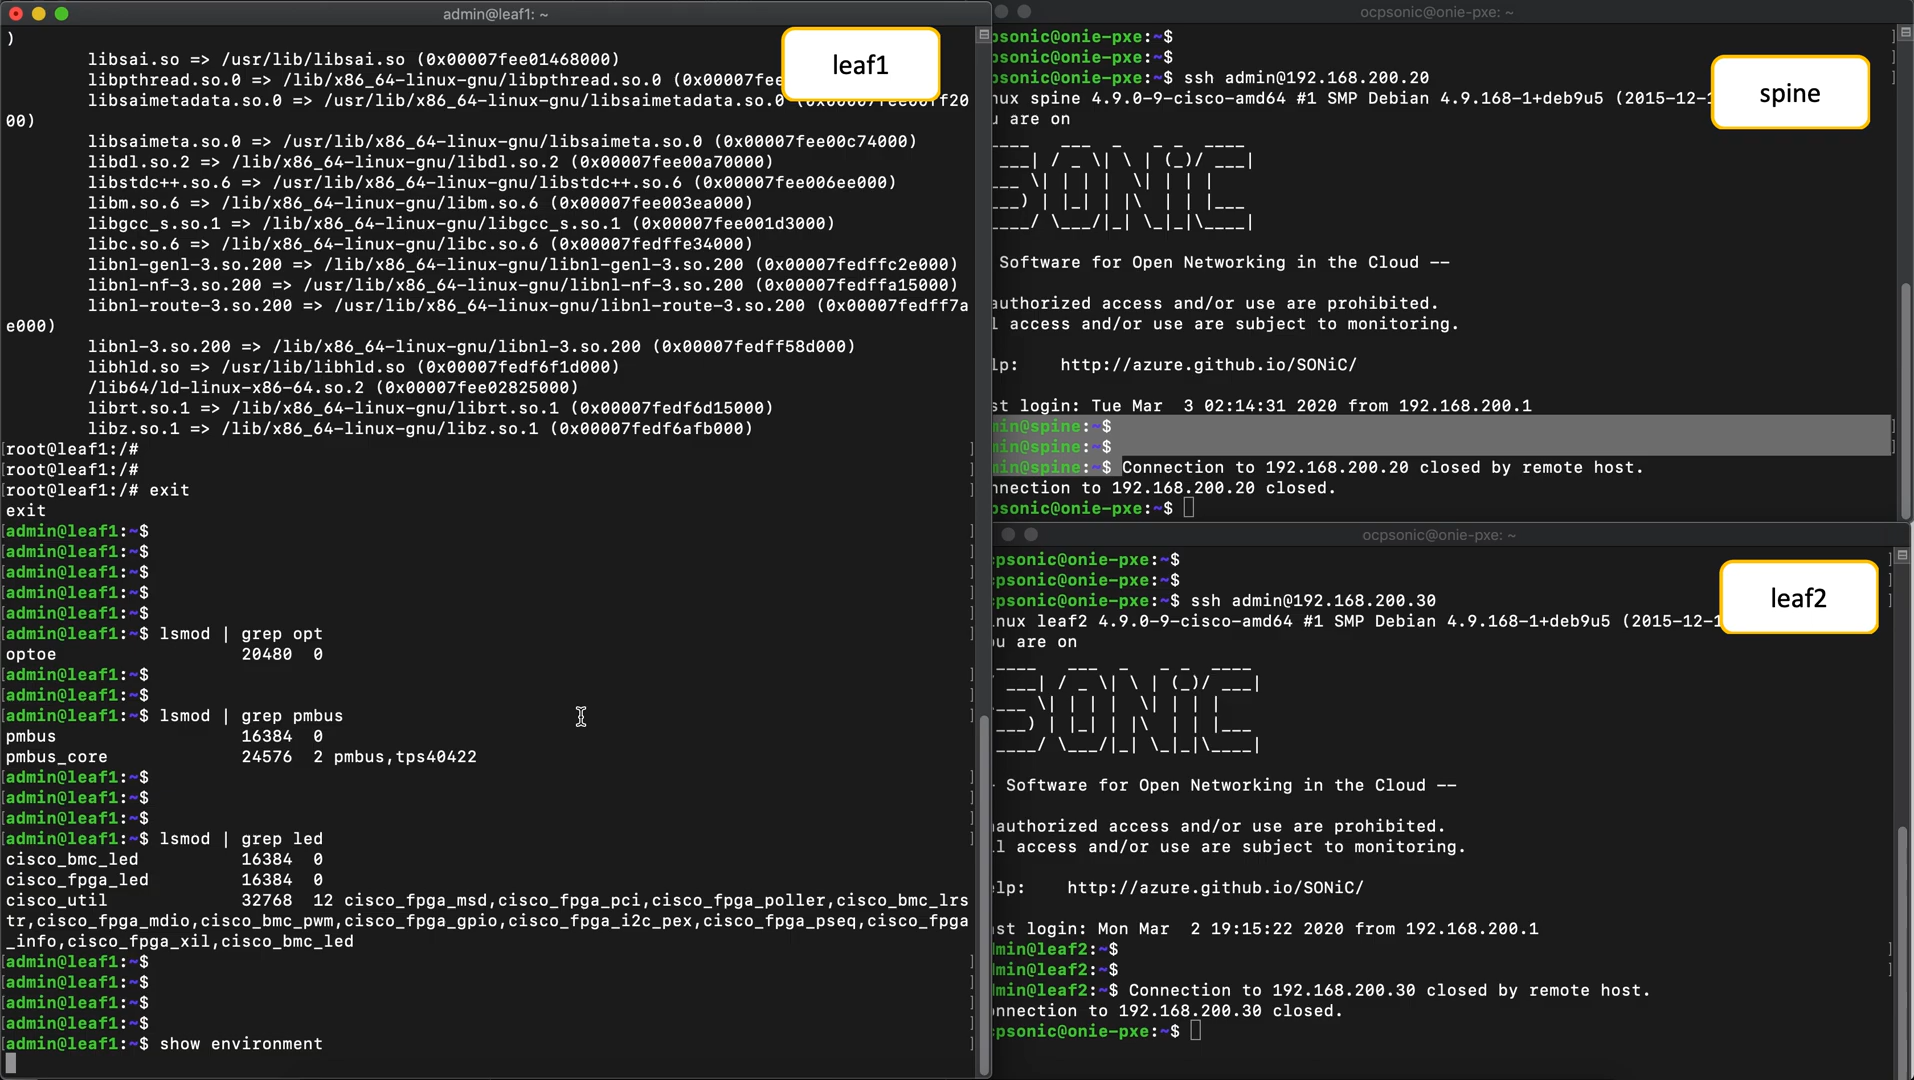 admin@leaf1: ~
)
libsai.so => /usr/lib/libsai.so (0x00007fee01468000)
libpthread.so.0 => /lib/x86_64-linux-gnu/libpthread.so.0 (0x00007fee
libsaimetadata.so.0 => /usr/lib/x86_64-linux-gnu/libsaimetadata.so.0
00)
libsaimeta.so.0 => /usr/lib/x86_64-linux-gnu/libsaimeta.so.0 (0x00007fee00c74000)
libdl.so.2 => /lib/x86_64-linux-gnu/libdl.so.2 (0x00007fee00a70000)
libstdc++.so.6 => /usr/lib/x86_64-linux-gnu/libstdc++.so.6 (0x00007fee006ee000)
libm.so.6 => /lib/x86_64-linux-gnu/libm.so.6 (0x00007fee003ea000)
libgcc_s.so.1 => /lib/x86_64-linux-gnu/libgcc_s.so.1 (0x00007fee001d3000)
libc.so.6 => /lib/x86_64-linux-gnu/libc.so.6 (0x00007fedffe34000)
libnl-genl-3.so.200 => /lib/x86_64-linux-gnu/libnl-genl-3.so.200 (0x00007fedffc2e000)
libnl-nf-3.so.200 => /usr/lib/x86_64-linux-gnu/libnl-nf-3.so.200 (0x00007fedffa15000)
libnl-route-3.so.200 => /usr/lib/x86_64-linux-gnu/libnl-route-3.so.200 (0x00007fedff7a
e000)
libnl-3.so.200 => /lib/x86_64-linux-gnu/libnl-3.so.200 (0x00007fedff58d000)
libhld.so => /usr/lib/libhld.so (0x00007fedf6f1d000)
/lib64/ld-linux-x86-64.so.2 (0x00007fee02825000)
librt.so.1 => /lib/x86_64-linux-gnu/librt.so.1 (0x00007fedf6d15000)
libz.so.1 => /lib/x86_64-linux-gnu/libz.so.1 (0x00007fedf6afb000)
[root@leaf1:/# ]
[root@leaf1:/# ]
[root@leaf1:/# exit ]
exit
[admin@leaf1:~$ ]
[admin@leaf1:~$ ]
[admin@leaf1:~$ ]
[admin@leaf1:~$ ]
[admin@leaf1:~$ ]
[admin@leaf1:~$ lsmod | grep opt ]
optoe 20480 0
[admin@leaf1:~$ ]
[admin@leaf1:~$ ]
[admin@leaf1:~$ lsmod | grep pmbus ]
pmbus 16384 0
pmbus_core 24576 2 pmbus,tps40422
[admin@leaf1:~$ ]
[admin@leaf1:~$ ]
[admin@leaf1:~$ ]
[admin@leaf1:~$ lsmod | grep led ]
cisco_bmc_led 16384 0
cisco_fpga_led 16384 0
cisco_util 32768 12 cisco_fpga_msd,cisco_fpga_pci,cisco_fpga_poller,cisco_bmc_lrs
tr,cisco_fpga_mdio,cisco_bmc_pwm,cisco_fpga_gpio,cisco_fpga_i2c_pex,cisco_fpga_pseq,cisco_fpga
_info,cisco_fpga_xil,cisco_bmc_led
[admin@leaf1:~$ ]
[admin@leaf1:~$ ]
[admin@leaf1:~$ ]
[admin@leaf1:~$ ]
[admin@leaf1:~$ show environment ]
leaf1
ocpsonic@onie-pxe: ~
psonic@onie-pxe:~$ ]
psonic@onie-pxe:~$ ]
psonic@onie-pxe:~$ ssh admin@192.168.200.20 ]
nux spine 4.9.0-9-cisco-amd64 #1 SMP Debian 4.9.168-1+deb9u5 (2015-12-1
u are on
SONiC
Software for Open Networking in the Cloud --
authorized access and/or use are prohibited.
l access and/or use are subject to monitoring.
lp: http://azure.github.io/SONiC/
st login: Tue Mar 3 02:14:31 2020 from 192.168.200.1
min@spine:~$ ]
min@spine:~$ ]
min@spine:~$ Connection to 192.168.200.20 closed by remote host.
nnection to 192.168.200.20 closed.
psonic@onie-pxe:~$
spine
ocpsonic@onie-pxe: ~
cpsonic@onie-pxe:~$ ]
cpsonic@onie-pxe:~$ ]
cpsonic@onie-pxe:~$ ssh admin@192.168.200.30
inux leaf2 4.9.0-9-cisco-amd64 #1 SMP Debian 4.9.168-1+deb9u5 (2015-12-1
u are on
SONiC
- Software for Open Networking in the Cloud --
nauthorized access and/or use are prohibited.
ll access and/or use are subject to monitoring.
elp: http://azure.github.io/SONiC/
st login: Mon Mar 2 19:15:22 2020 from 192.168.200.1
dmin@leaf2:~$ ]
dmin@leaf2:~$ ]
dmin@leaf2:~$ Connection to 192.168.200.30 closed by remote host.
onnection to 192.168.200.30 closed.
cpsonic@onie-pxe:~$
leaf2